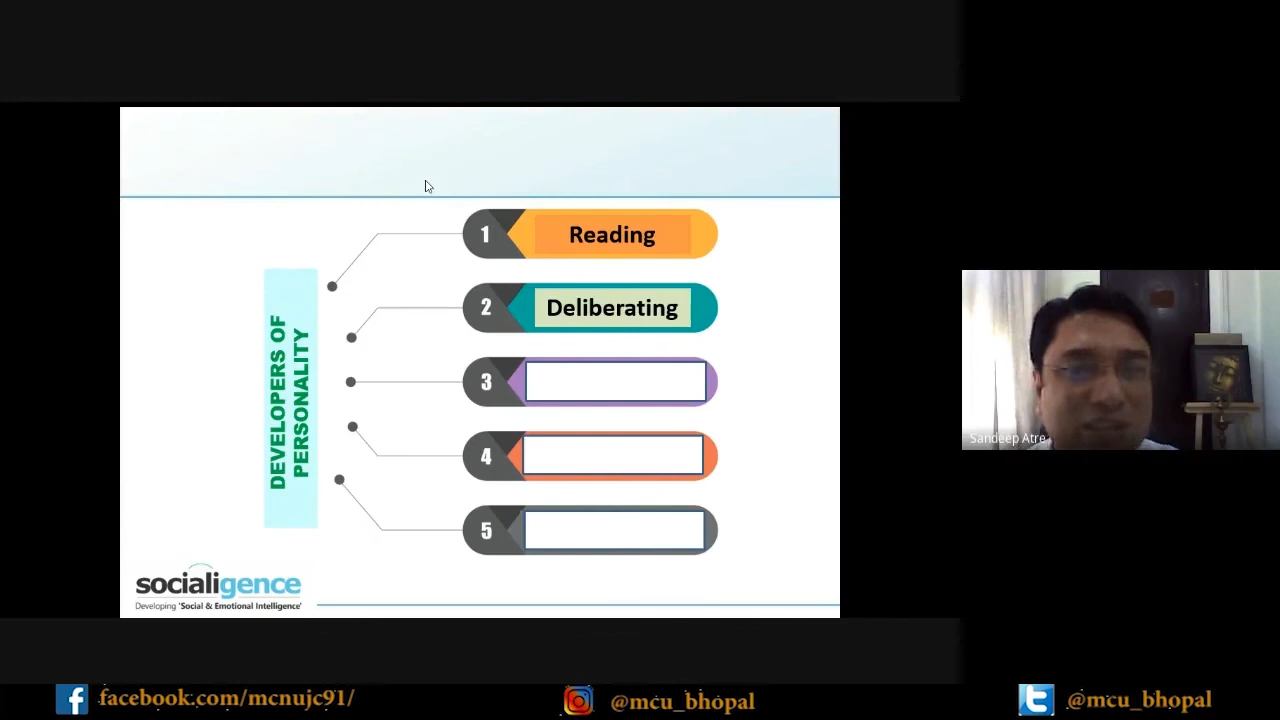 1
Reading
2
Deliberating
3
4
5
DEVELOPERS OF
PERSONALITY
socialigence
Developing 'Social & Emotional Intelligence'
Sandeep Atre
facebook.com/mcnujc91/
@mcu_bhopal
@mcu_bhopal